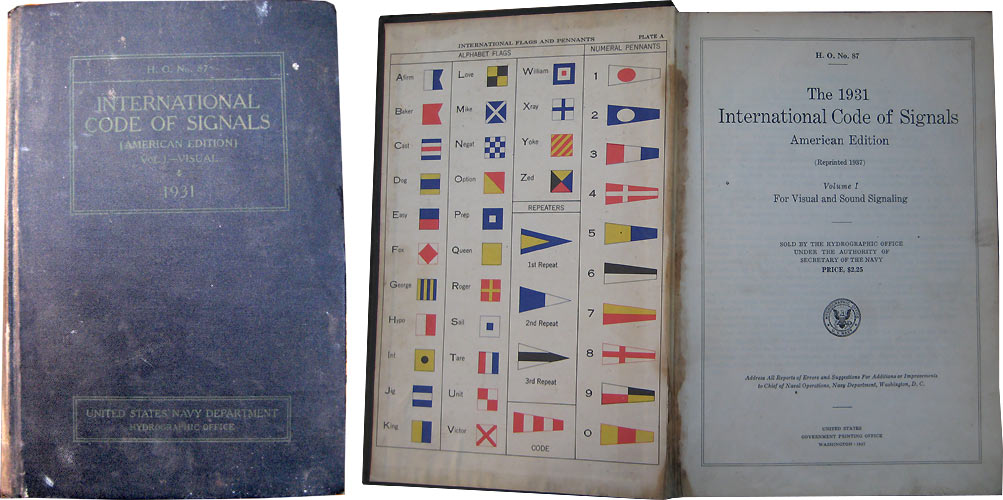 H. O. No. 87
INTERNATIONAL
CODE OF SIGNALS
(AMERICAN EDITION)
VOL. I—VISUAL
1931
UNITED STATES NAVY DEPARTMENT
HYDROGRAPHIC OFFICE
INTERNATIONAL FLAGS AND PENNANTS
PLATE A
ALPHABET FLAGS
NUMERAL PENNANTS
Afirm
Baker
Cast
Dog
Easy
Fox
George
Hypo
Int
Jig
King
Love
Mike
Negat
Option
Prep
Queen
Roger
Sail
Tare
Unit
Victor
William
Xray
Yoke
Zed
REPEATERS
1st Repeat
2nd Repeat
3rd Repeat
CODE
1
2
3
4
5
6
7
8
9
0
H. O. No. 87
The 1931
International Code of Signals
American Edition
(Reprinted 1937)
Volume I
For Visual and Sound Signaling
SOLD BY THE HYDROGRAPHIC OFFICE
UNDER THE AUTHORITY OF
SECRETARY OF THE NAVY
PRICE, $2.25
Address All Reports of Errors and Suggestions For Additions or Improvements
to Chief of Naval Operations, Navy Department, Washington, D. C.
UNITED STATES
GOVERNMENT PRINTING OFFICE
WASHINGTON : 1937